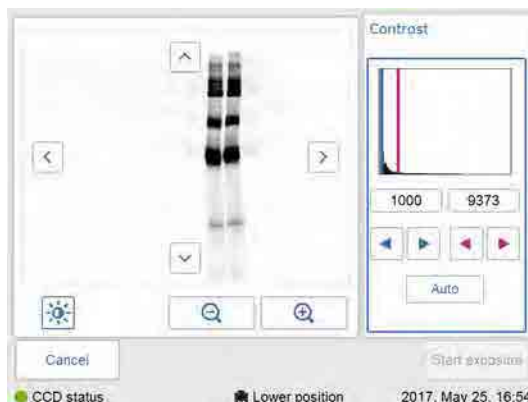 Contrast
1000 9373
Auto
Cancel Start exposure
CCD status Lower position 2017. May 25. 16:54